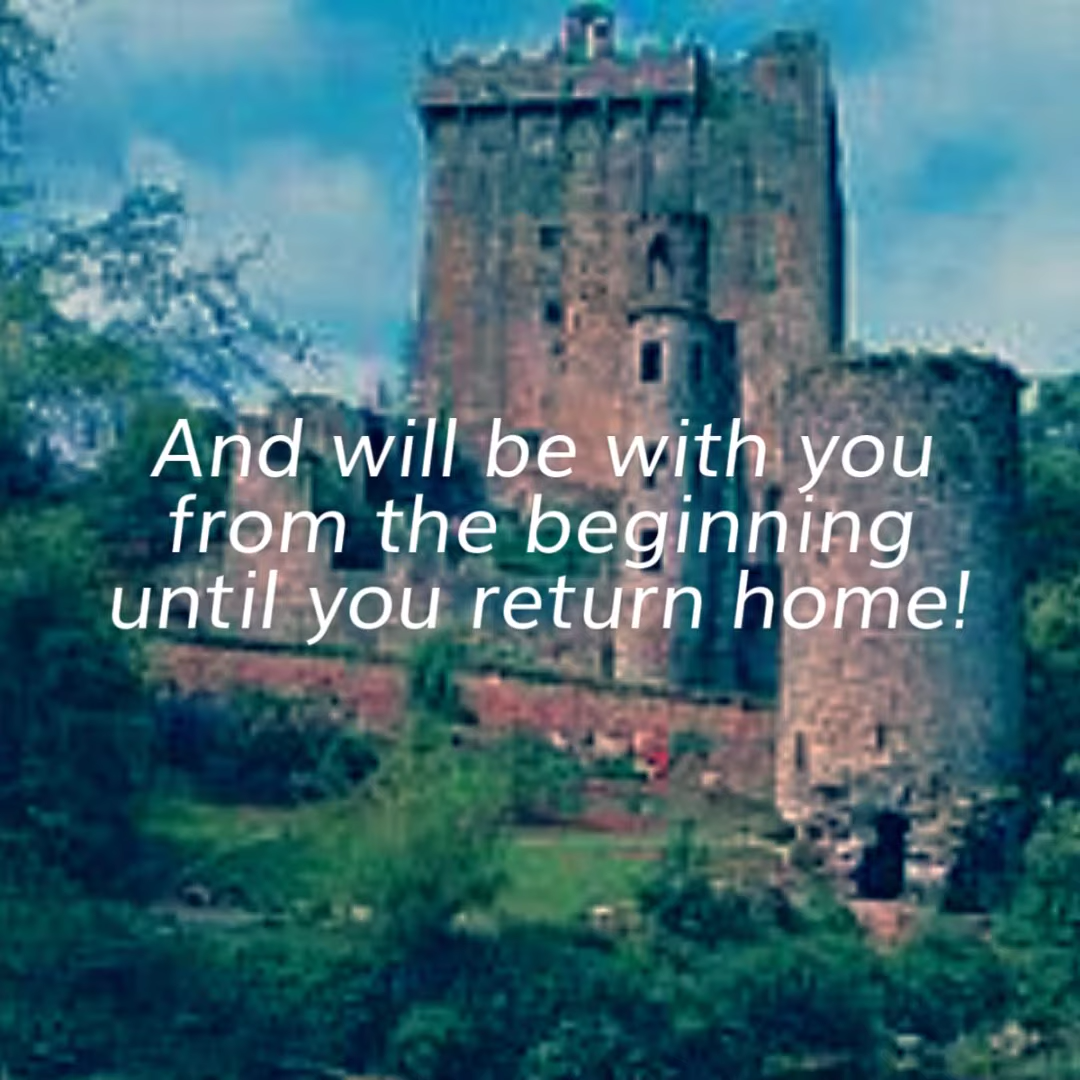 And will be with you
from the beginning
until you return home!